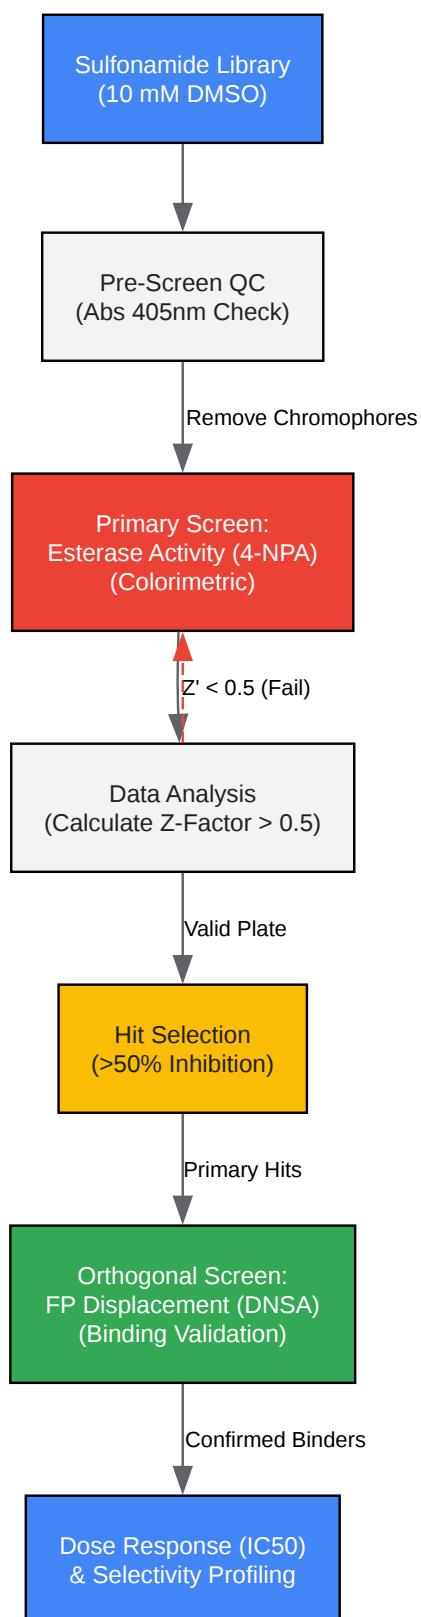 Sulfonamide Library
(10 mM DMSO)
Pre-Screen QC
(Abs 405nm Check)
Remove Chromophores
Primary Screen:
Esterase Activity (4-NPA)
(Colorimetric)
Z' < 0.5 (Fail)
Data Analysis
(Calculate Z-Factor > 0.5)
Valid Plate
Hit Selection
(>50% Inhibition)
Primary Hits
Orthogonal Screen:
FP Displacement (DNSA)
(Binding Validation)
Confirmed Binders
Dose Response (IC50)
& Selectivity Profiling